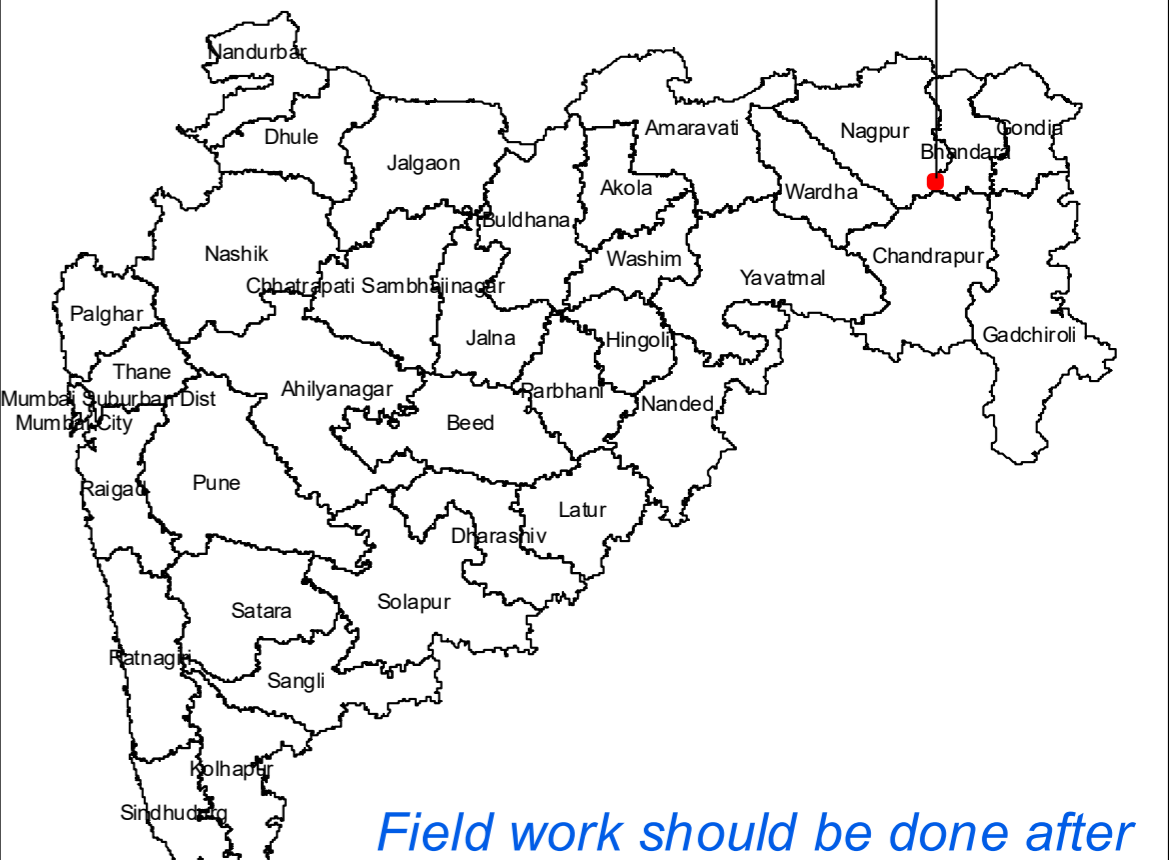 Nandurbar
Dhule
Jalgaon
Amaravati
Nagpur
Gondia
Bhandara
Akola
Wardha
Buldhana
Nashik
Washim
Chandrapur
Chhatrapati Sambhajinagar
Yavatmal
Palghar
Jalna
Hingoli
Gadchiroli
Thane
Ahilyanagar
Parbhani
Mumbai Suburban Dist
Nanded
Mumbai City
Beed
Raigad
Pune
Latur
Dharashiv
Satara
Solapur
Ratnagiri
Sangli
Kolhapur
Sindhudurg
Field work should be done after